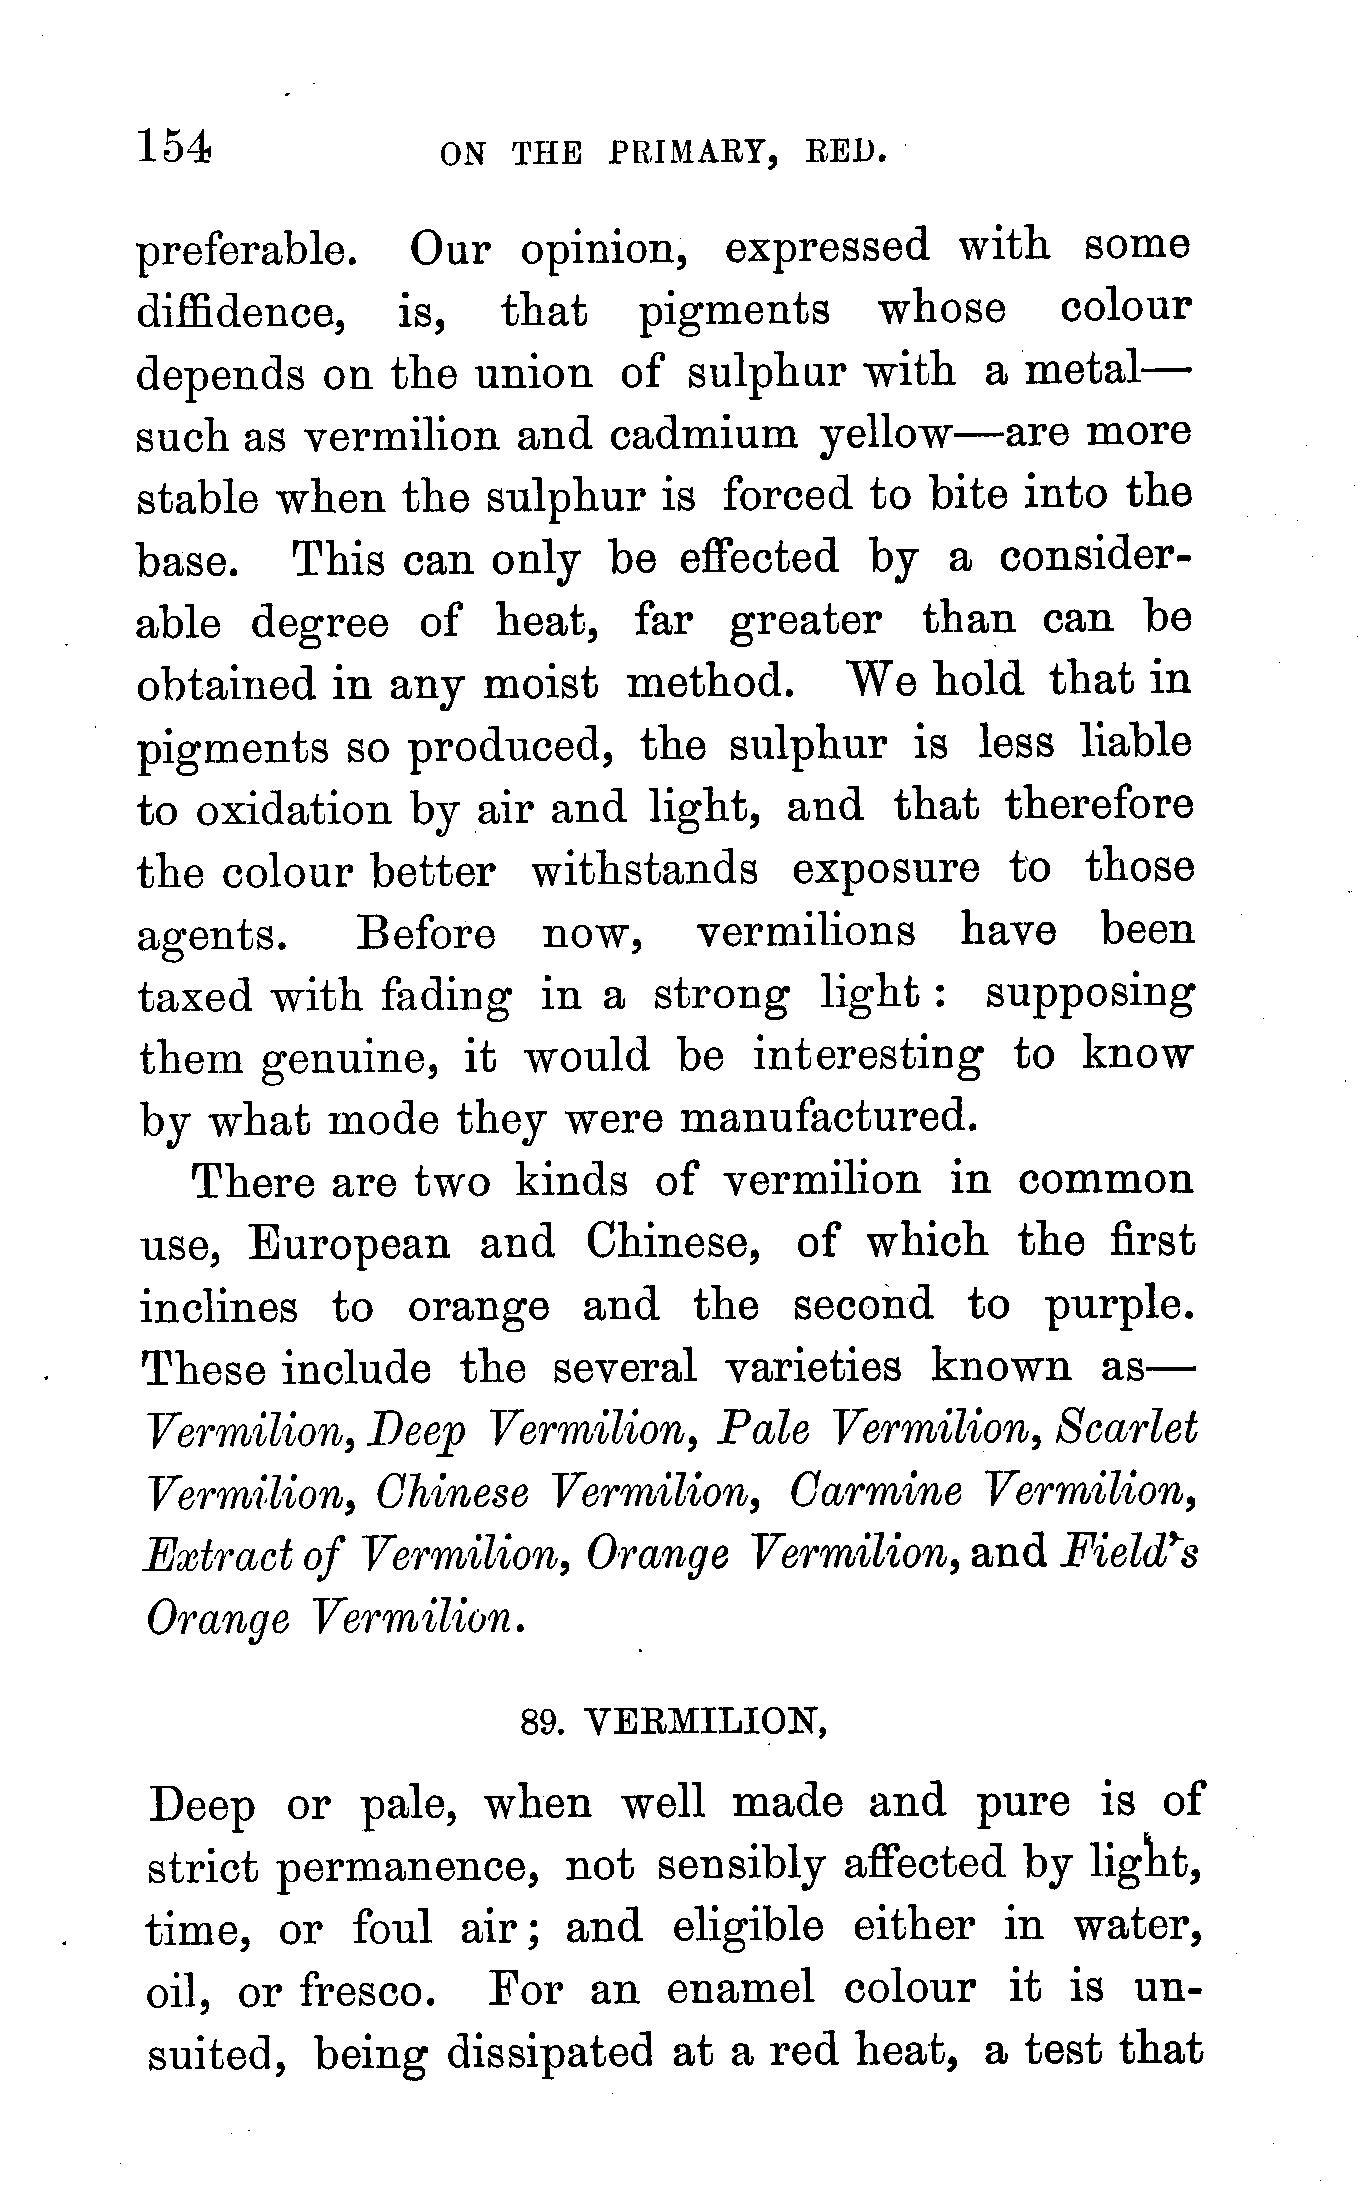 154 ON THE PRIMARY, RED.
preferable. Our opinion, expressed with some
diffidence, is, that pigments whose colour
depends on the union of sulphur with a metal—
such as vermilion and cadmium yellow—are more
stable when the sulphur is forced to bite into the
base. This can only be effected by a consider-
able degree of heat, far greater than can be
obtained in any moist method. We hold that in
pigments so produced, the sulphur is less liable
to oxidation by air and light, and that therefore
the colour better withstands exposure to those
agents. Before now, vermilions have been
taxed with fading in a strong light : supposing
them genuine, it would be interesting to know
by what mode they were manufactured.
There are two kinds of vermilion in common
use, European and Chinese, of which the first
inclines to orange and the second to purple.
These include the several varieties known as—
Vermilion, Deep Vermilion, Pale Vermilion, Scarlet
Vermilion, Chinese Vermilion, Carmine Vermilion,
Extract of Vermilion, Orange Vermilion, and Field's
Orange Vermilion.
89. VERMILION,
Deep or pale, when well made and pure is of
strict permanence, not sensibly affected by light,
time, or foul air; and eligible either in water,
oil, or fresco. For an enamel colour it is un-
suited, being dissipated at a red heat, a test that